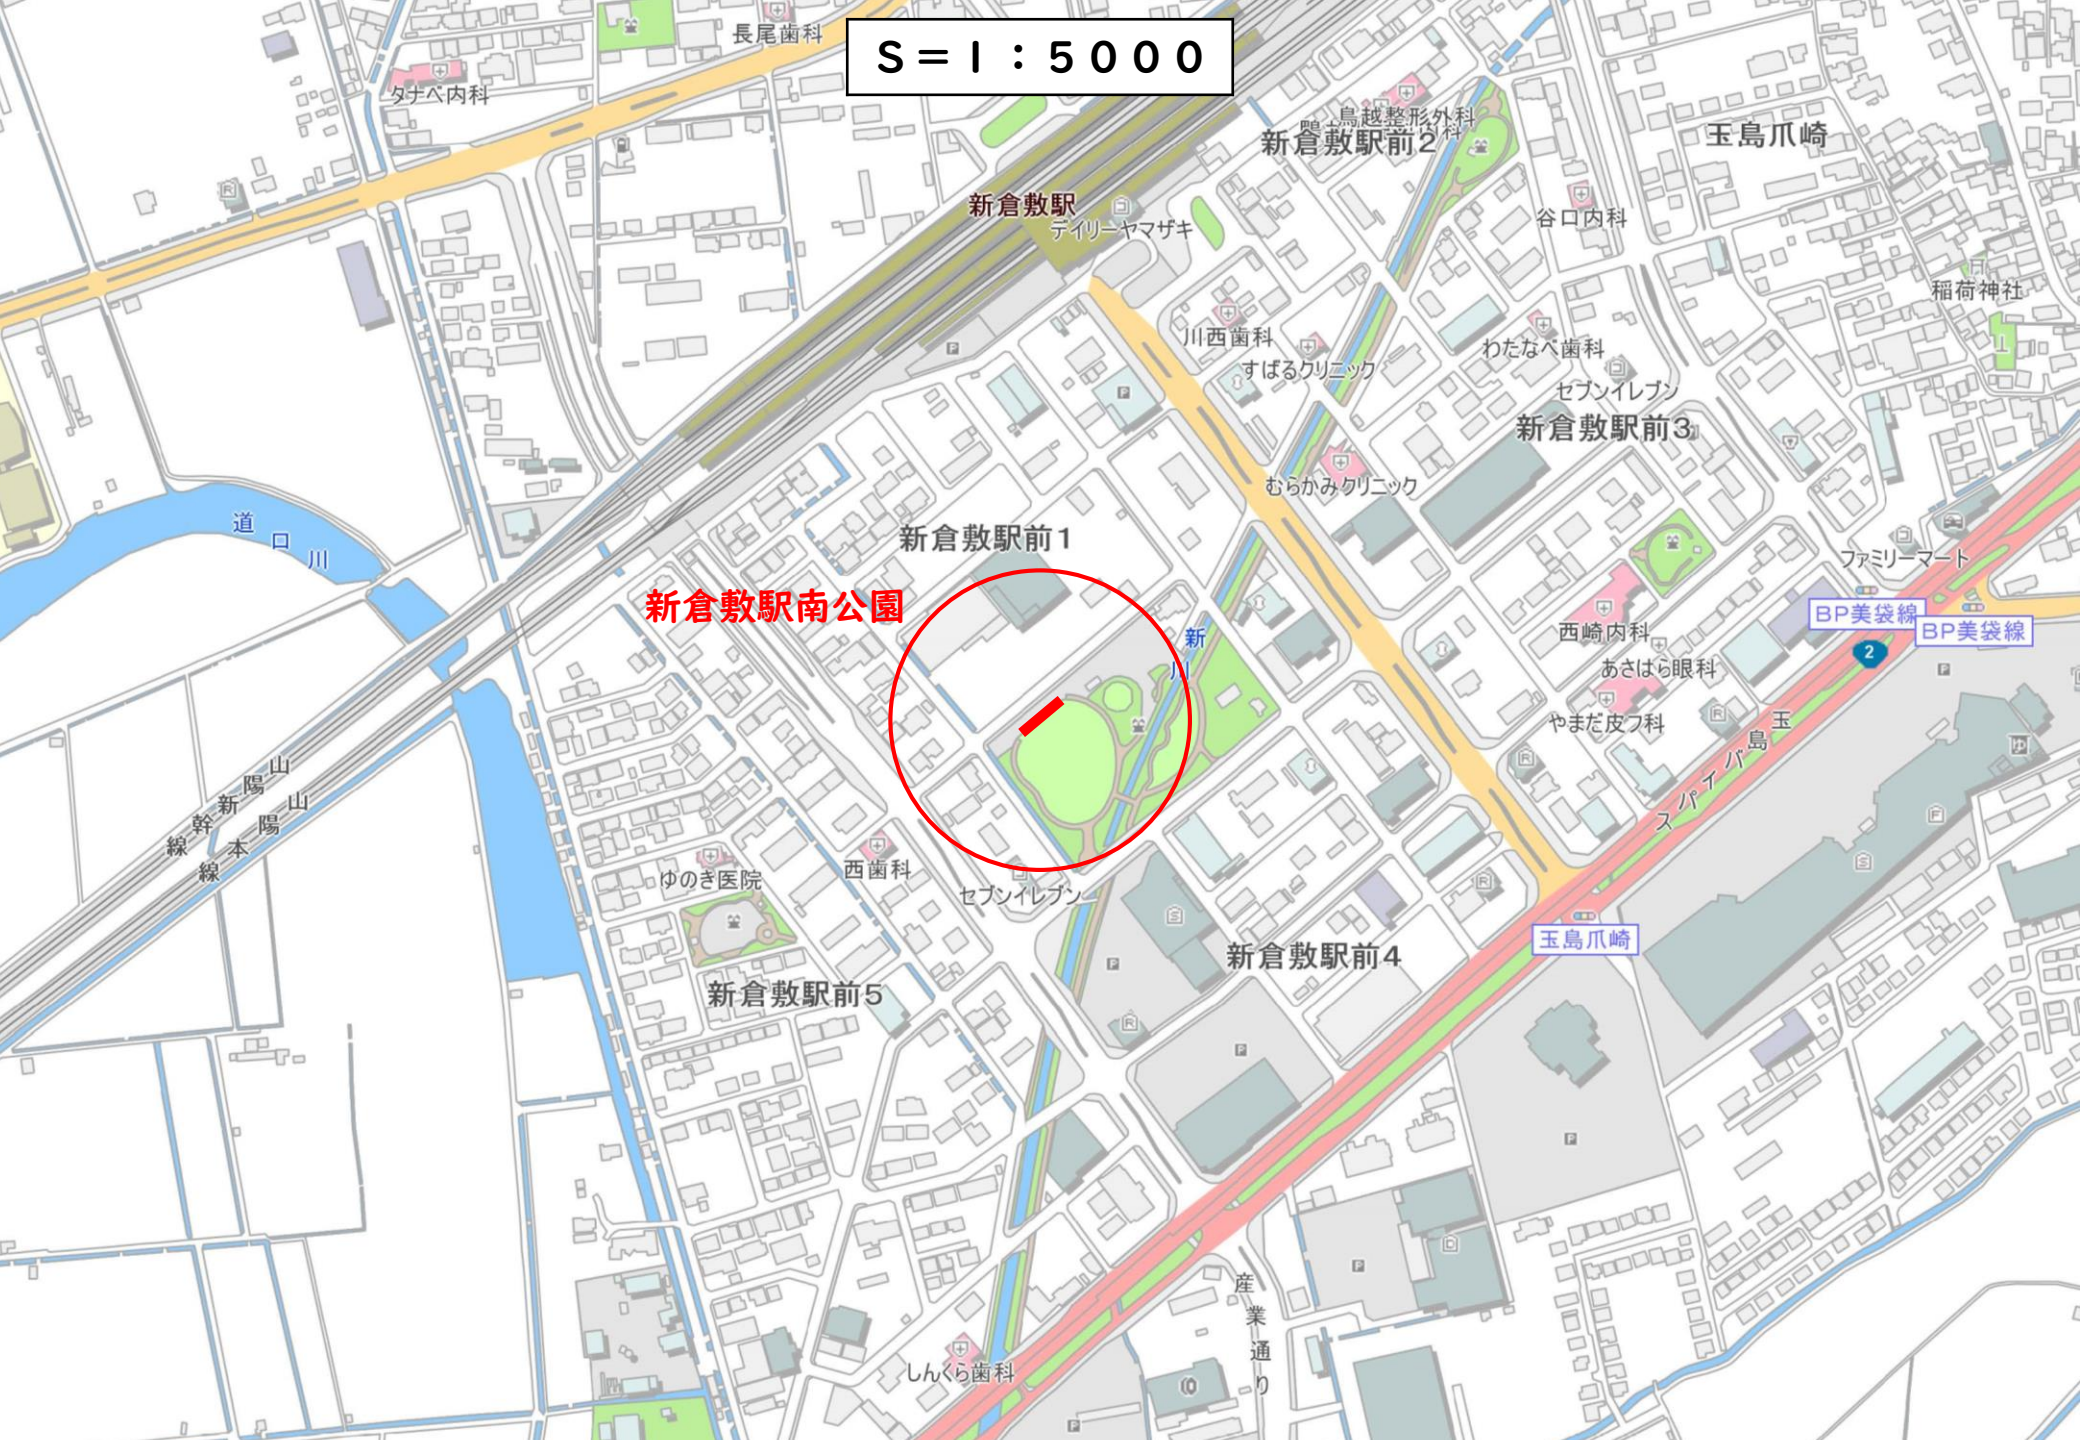 長尾歯科
S=1:5000
タナベ内科
鳥越整形外科
新倉敷駅前2
玉島爪崎
R
新倉敷駅
デイリーヤマザキ
谷口内科
稲荷神社
川西歯科
すばるクリニック
わたなべ歯科
セブンイレブン
新倉敷駅前3
P
P
むらかみクリニック
道口川
新倉敷駅前1
ファミリーマート
新倉敷駅南公園
BP美袋線
BP美袋線
2
西崎内科
新川
あさはら眼科
P
やまだ皮フ科
R
玉島バイパス
R
山陽新幹線
山陽本線
F
S
ゆのき医院
西歯科
セブンイレブン
R
S
玉島爪崎
新倉敷駅前4
P
新倉敷駅前5
R
P
P
D
P
産業通り
しんくら歯科
P